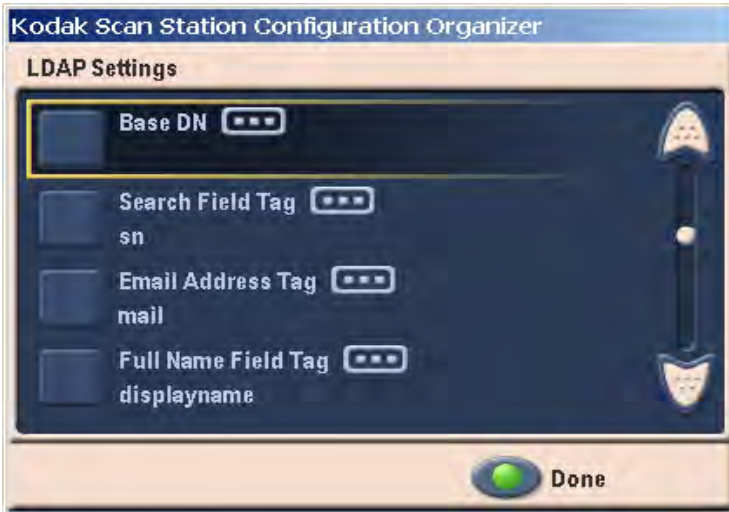 Kodak Scan Station Configuration Organizer
LDAP Settings
Base DN
Search Field Tag
sn
Email Address Tag
mail
Full Name Field Tag
displayname
Done